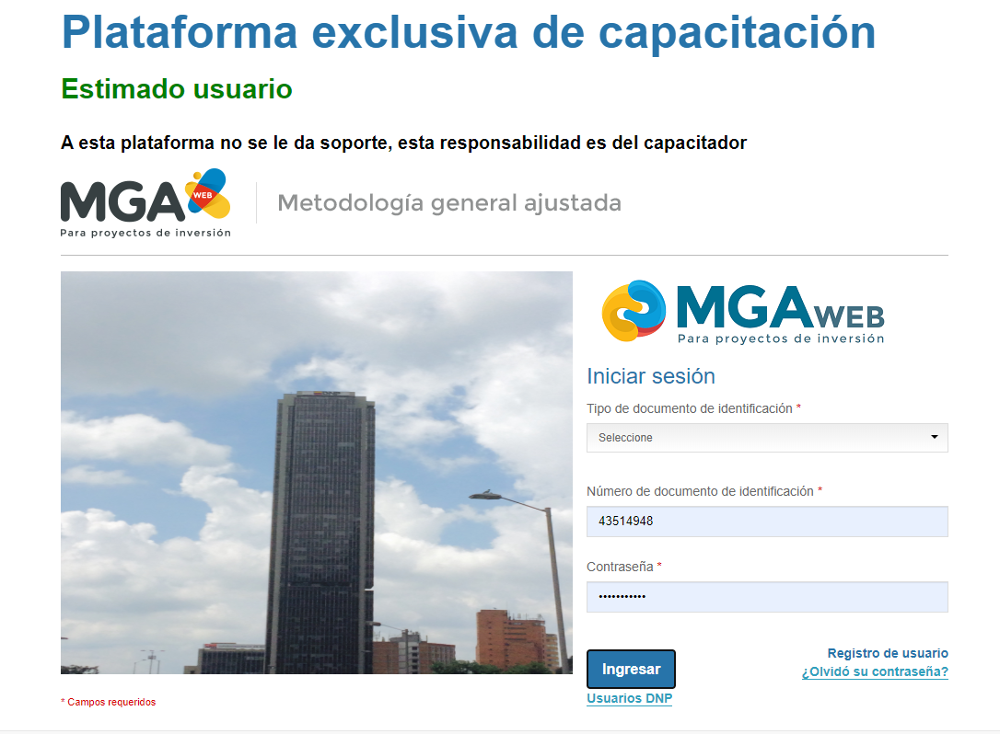 Plataforma exclusiva de capacitación
Estimado usuario
A esta plataforma no se le da soporte, esta responsabilidad es del capacitador
MGA WEB
Para proyectos de inversión
Metodología general ajustada
MGAWEB
Para proyectos de inversión
Iniciar sesión
Tipo de documento de identificación *
Seleccione
Número de documento de identificación *
43514948
Contraseña *
•••••••••••
Ingresar
Registro de usuario
¿Olvidó su contraseña?
Usuarios DNP
* Campos requeridos